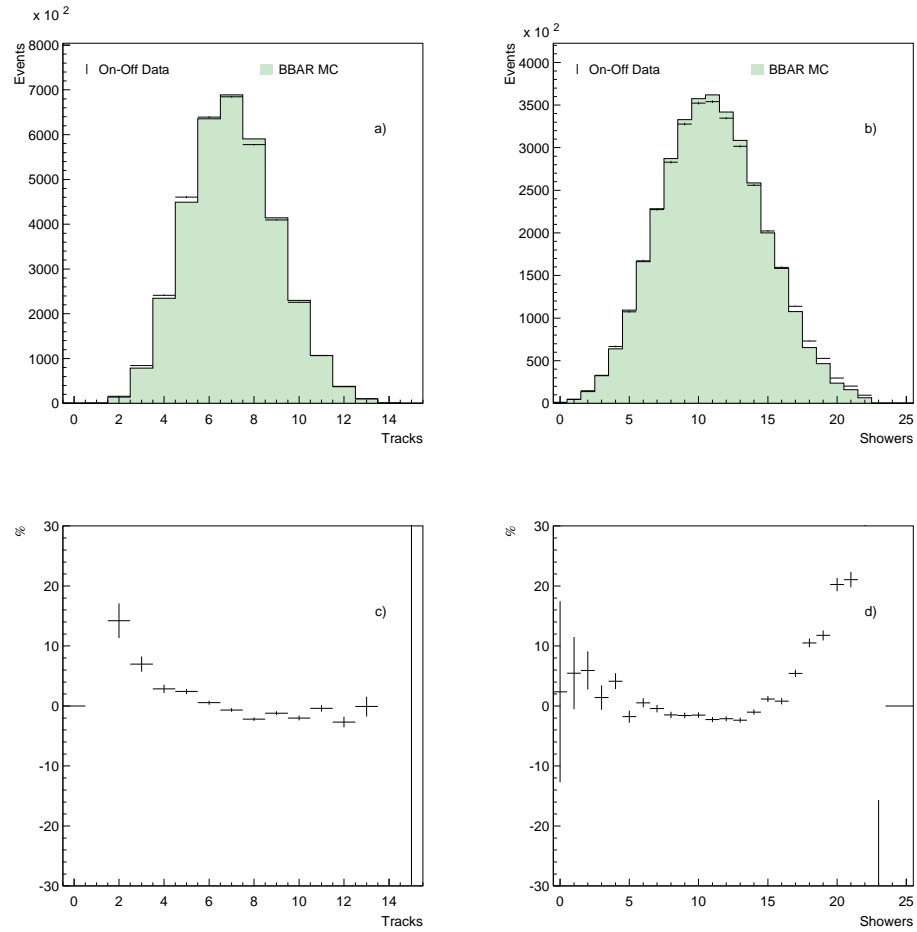 x 10 2
Events
8000
7000
6000
5000
4000
3000
2000
1000
0
On-Off Data
BBAR MC
a)
0 2 4 6 8 10 12 14
Tracks
x 10 2
Events
3500
3000
2500
2000
1500
1000
500
0
On-Off Data
BBAR MC
b)
0 5 10 15 20 25
Showers
%
30
20
10
0
-10
-20
-30
c)
0 2 4 6 8 10 12 14
Tracks
%
30
20
10
0
-10
-20
-30
d)
0 5 10 15 20 25
Showers